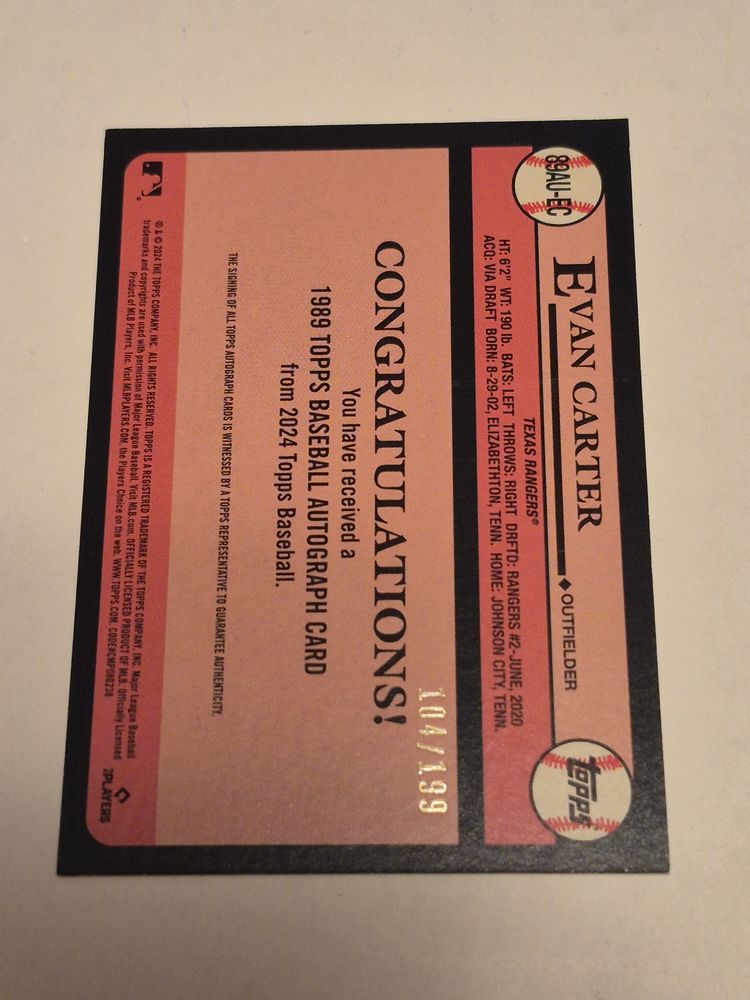 89AU-EC
EVAN CARTER
◆OUTFIELDER
topps
TEXAS RANGERS®
HT: 6'2" WT: 190 lb. BATS: LEFT THROWS: RIGHT DRFTD: RANGERS #2-JUNE, 2020
ACQ: VIA DRAFT BORN: 8-29-02, ELIZABETHTON, TENN. HOME: JOHNSON CITY, TENN.
104/199
CONGRATULATIONS!
You have received a
1989 TOPPS BASEBALL AUTOGRAPH CARD
from 2024 Topps Baseball.
THE SIGNING OF ALL TOPPS AUTOGRAPH CARDS IS WITNESSED BY A TOPPS REPRESENTATIVE TO GUARANTEE AUTHENTICITY.
® & © 2024 THE TOPPS COMPANY, INC. ALL RIGHTS RESERVED. TOPPS IS A REGISTERED TRADEMARK OF THE TOPPS COMPANY, INC. Major League Baseball
trademarks and copyrights are used with permission of Major League Baseball. Visit MLB.com. OFFICIALLY LICENSED PRODUCT OF MLB. Officially Licensed
Product of MLB Players, Inc. Visit MLBPLAYERS.COM, the Players Choice on the web. WWW.TOPPS.COM. CODE#CMP086238
PLAYERS